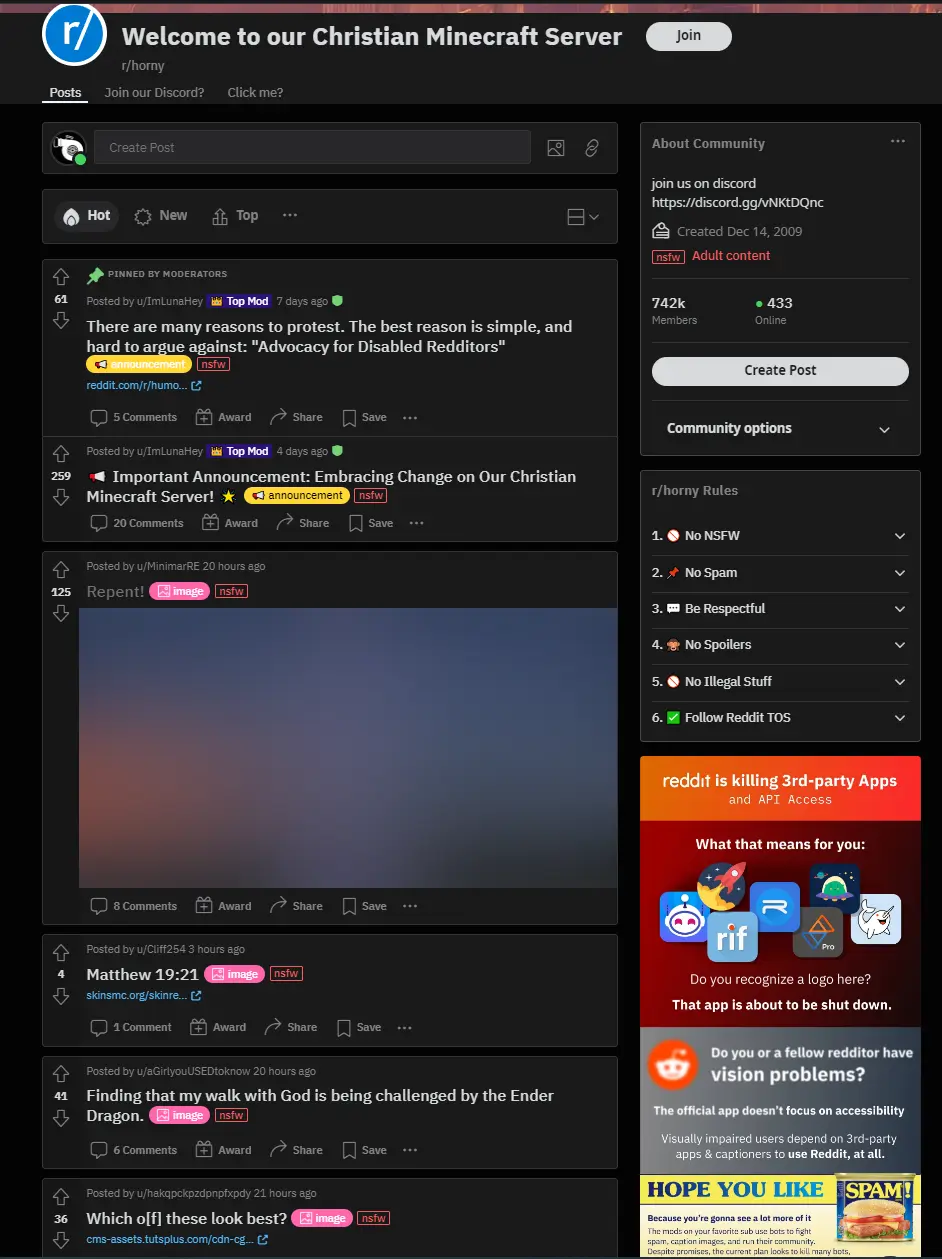 r/
Welcome to our Christian Minecraft Server
Join
r/horny
Posts
Join our Discord?
Click me?
Create Post
Hot
New
Top
PINNED BY MODERATORS
61
Posted by u/ImLunaHey Top Mod 7 days ago
There are many reasons to protest. The best reason is simple, and
hard to argue against: "Advocacy for Disabled Redditors"
announcement nsfw
reddit.com/r/humo...
5 Comments Award Share Save
Posted by u/ImLunaHey Top Mod 4 days ago
259
Important Announcement: Embracing Change on Our Christian
Minecraft Server! announcement nsfw
20 Comments Award Share Save
Posted by u/MinimarRE 20 hours ago
125
Repent! image nsfw
8 Comments Award Share Save
Posted by u/Cliff254 3 hours ago
4
Matthew 19:21 image nsfw
skinsmc.org/skinre...
1 Comment Award Share Save
Posted by u/aGirlyouUSEDtoknow 20 hours ago
41
Finding that my walk with God is being challenged by the Ender
Dragon. image nsfw
6 Comments Award Share Save
Posted by u/hakqpckpzdpnpfxpdy 21 hours ago
36
Which o[f] these look best? image nsfw
cms-assets.tutsplus.com/cdn-cg...
About Community
join us on discord
https://discord.gg/vNKtDQnc
Created Dec 14, 2009
nsfw Adult content
742k 433
Members Online
Create Post
Community options
r/horny Rules
1. No NSFW
2. No Spam
3. Be Respectful
4. No Spoilers
5. No Illegal Stuff
6. Follow Reddit TOS
reddit is killing 3rd-party Apps
and API Access
What that means for you:
rif
Pro
Do you recognize a logo here?
That app is about to be shut down.
Do you or a fellow redditor have
vision problems?
The official app doesn't focus on accessibility
Visually impaired users depend on 3rd-party
apps & captioners to use Reddit, at all.
HOPE YOU LIKE SPAM!
Because you're gonna see a lot more of it
The mods on your favorite sub use bots to fight
spam, caption images, and run their community.
Despite promises, the current plan looks to kill many bots,